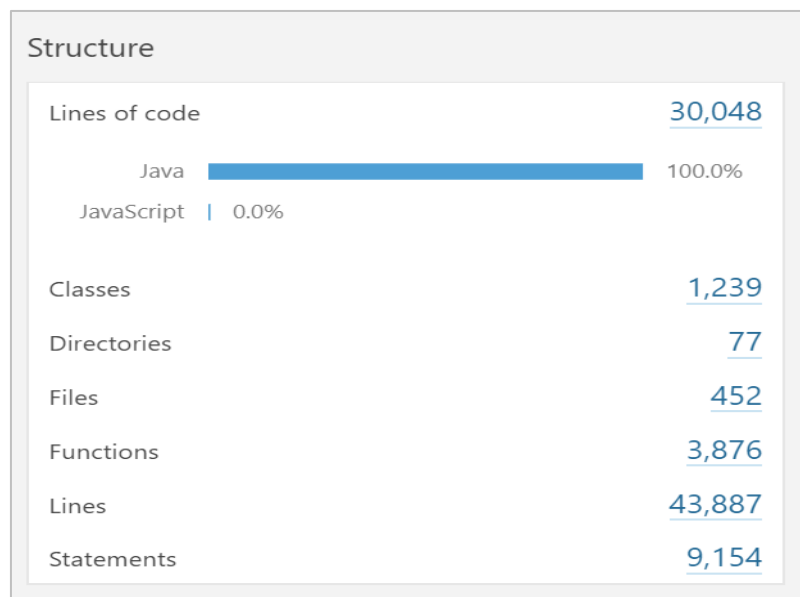 Structure
Lines of code 30,048
Java 100.0%
JavaScript 0.0%
Classes 1,239
Directories 77
Files 452
Functions 3,876
Lines 43,887
Statements 9,154